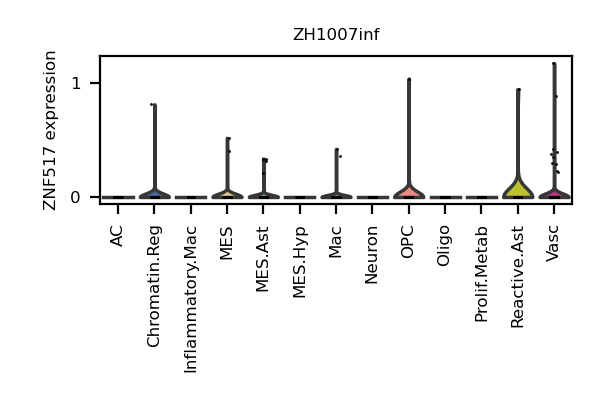 ZH1007inf
ZNF517 expression
1
0
AC
Chromatin.Reg
Inflammatory.Mac
MES
MES.Ast
MES.Hyp
Mac
Neuron
OPC
Oligo
Prolif.Metab
Reactive.Ast
Vasc